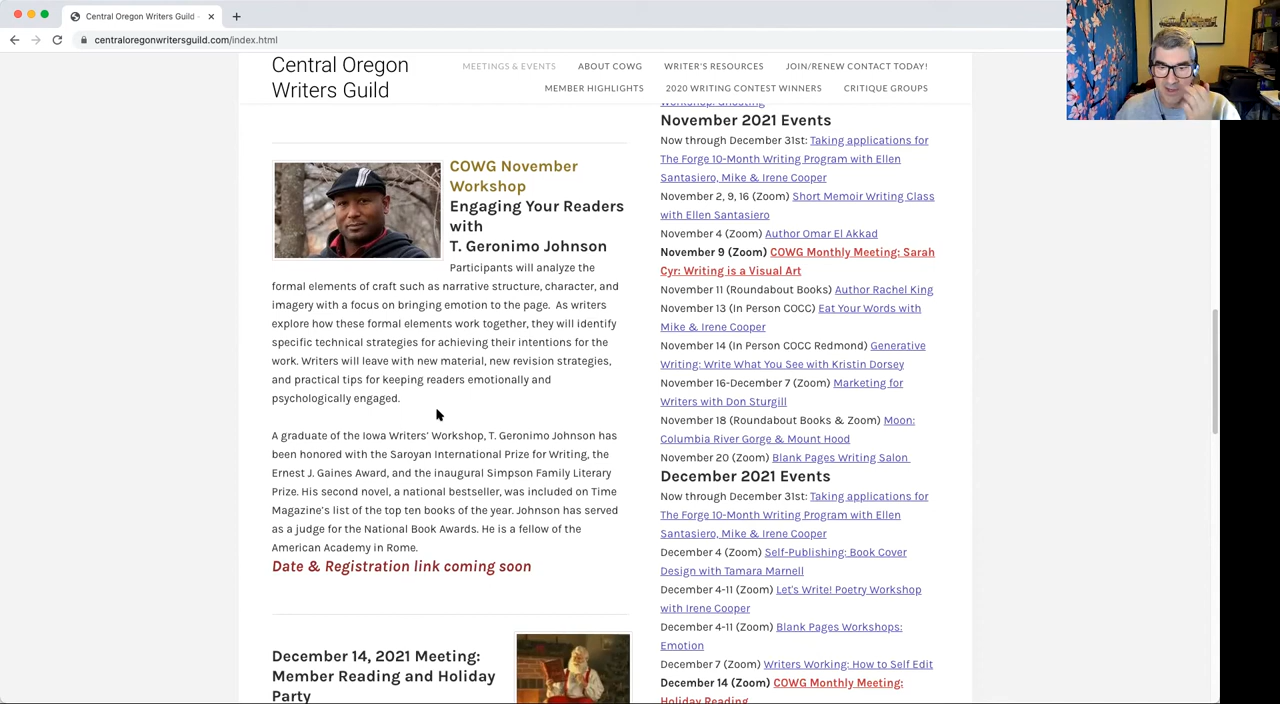 Central Oregon Writers Guild -
centraloregonwritersguild.com/index.html
Central Oregon
Writers Guild
MEETINGS & EVENTS
ABOUT COWG
WRITER'S RESOURCES
JOIN/RENEW CONTACT TODAY!
MEMBER HIGHLIGHTS
2020 WRITING CONTEST WINNERS
CRITIQUE GROUPS
COWG November
Workshop
Engaging Your Readers
with
T. Geronimo Johnson
Participants will analyze the
formal elements of craft such as narrative structure, character, and
imagery with a focus on bringing emotion to the page.  As writers
explore how these formal elements work together, they will identify
specific technical strategies for achieving their intentions for the
work. Writers will leave with new material, new revision strategies,
and practical tips for keeping readers emotionally and
psychologically engaged.
A graduate of the Iowa Writers’ Workshop, T. Geronimo Johnson has
been honored with the Saroyan International Prize for Writing, the
Ernest J. Gaines Award, and the inaugural Simpson Family Literary
Prize. His second novel, a national bestseller, was included on Time
Magazine’s list of the top ten books of the year. Johnson has served
as a judge for the National Book Awards. He is a fellow of the
American Academy in Rome.
Date & Registration link coming soon
December 14, 2021 Meeting:
Member Reading and Holiday
Party
Workshop: Ghosting
November 2021 Events
Now through December 31st: Taking applications for
The Forge 10-Month Writing Program with Ellen
Santasiero, Mike & Irene Cooper
November 2, 9, 16 (Zoom) Short Memoir Writing Class
with Ellen Santasiero
November 4 (Zoom) Author Omar El Akkad
November 9 (Zoom) COWG Monthly Meeting: Sarah
Cyr: Writing is a Visual Art
November 11 (Roundabout Books) Author Rachel King
November 13 (In Person COCC) Eat Your Words with
Mike & Irene Cooper
November 14 (In Person COCC Redmond) Generative
Writing: Write What You See with Kristin Dorsey
November 16-December 7 (Zoom) Marketing for
Writers with Don Sturgill
November 18 (Roundabout Books & Zoom) Moon:
Columbia River Gorge & Mount Hood
November 20 (Zoom) Blank Pages Writing Salon
December 2021 Events
Now through December 31st: Taking applications for
The Forge 10-Month Writing Program with Ellen
Santasiero, Mike & Irene Cooper
December 4 (Zoom) Self-Publishing: Book Cover
Design with Tamara Marnell
December 4-11 (Zoom) Let's Write! Poetry Workshop
with Irene Cooper
December 4-11 (Zoom) Blank Pages Workshops:
Emotion
December 7 (Zoom) Writers Working: How to Self Edit
December 14 (Zoom) COWG Monthly Meeting:
Holiday Reading